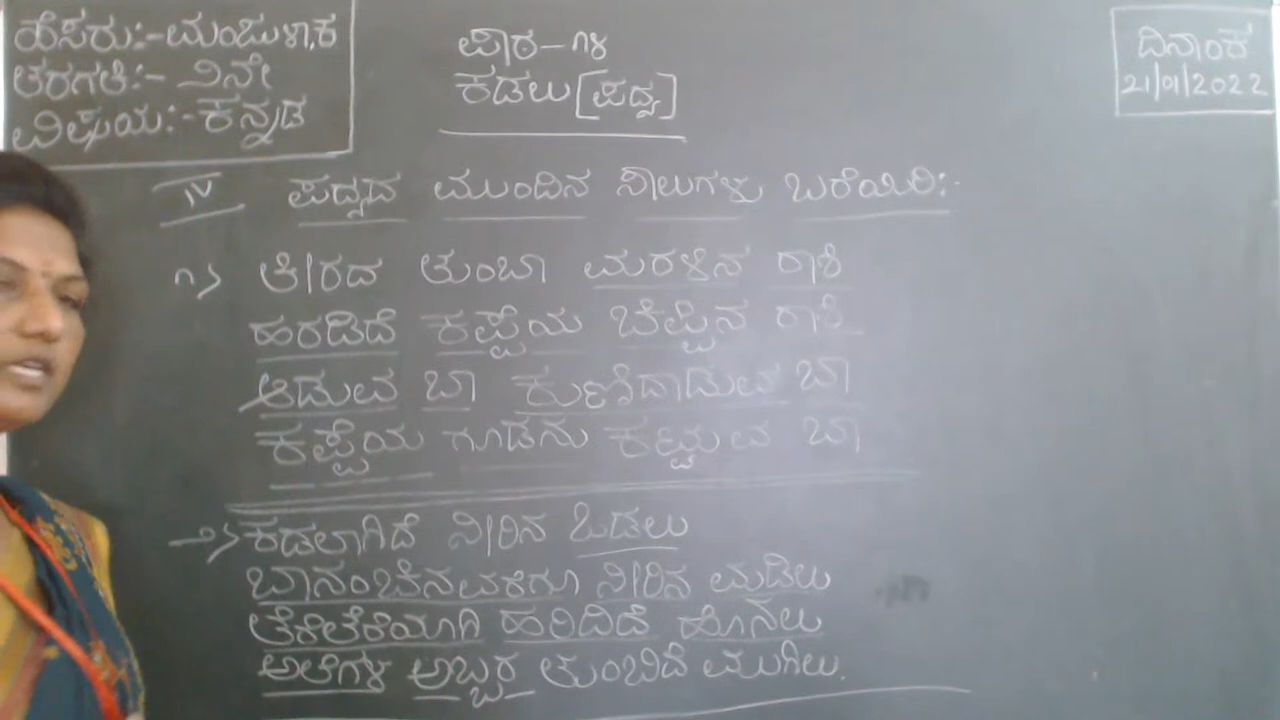 ಹೆಸರು:-ಮಂಜುಳಾ.ಕ
ತರಗತಿ:- ೨ನೇ
ವಿಷಯ:-ಕನ್ನಡ
ಪಾಠ-೧೪
ಕಡಲು[ಪದ್ಯ]
ದಿನಾಂಕ
21/01/2022
IV ಪದ್ಯದ ಮುಂದಿನ ಸಾಲುಗಳು ಬರೆಯಿರಿ:-
೧> ತೀರದ ತುಂಬಾ ಮರಳಿನ ರಾಶಿ
ಹರಡಿದೆ ಕಪ್ಪೆಯ ಚಿಪ್ಪಿನ ರಾಶಿ
ಆಡುವ ಬಾ ಕುಣಿದಾಡುವ ಬಾ
ಕಪ್ಪೆಯ ಗೂಡನು ಕಟ್ಟುವ ಬಾ
೨> ಕಡಲಾಗಿದೆ ನೀರಿನ ಒಡಲು
ಬಾನಂಚಿನವರೆಗೂ ನೀರಿನ ಮಡಿಲು
ತೆರೆತೆರೆಯಾಗಿ ಹರಿದಿದೆ ಹೊನಲು
ಅಲೆಗಳ ಅಬ್ಬರ ತುಂಬಿದೆ ಮುಗಿಲು.